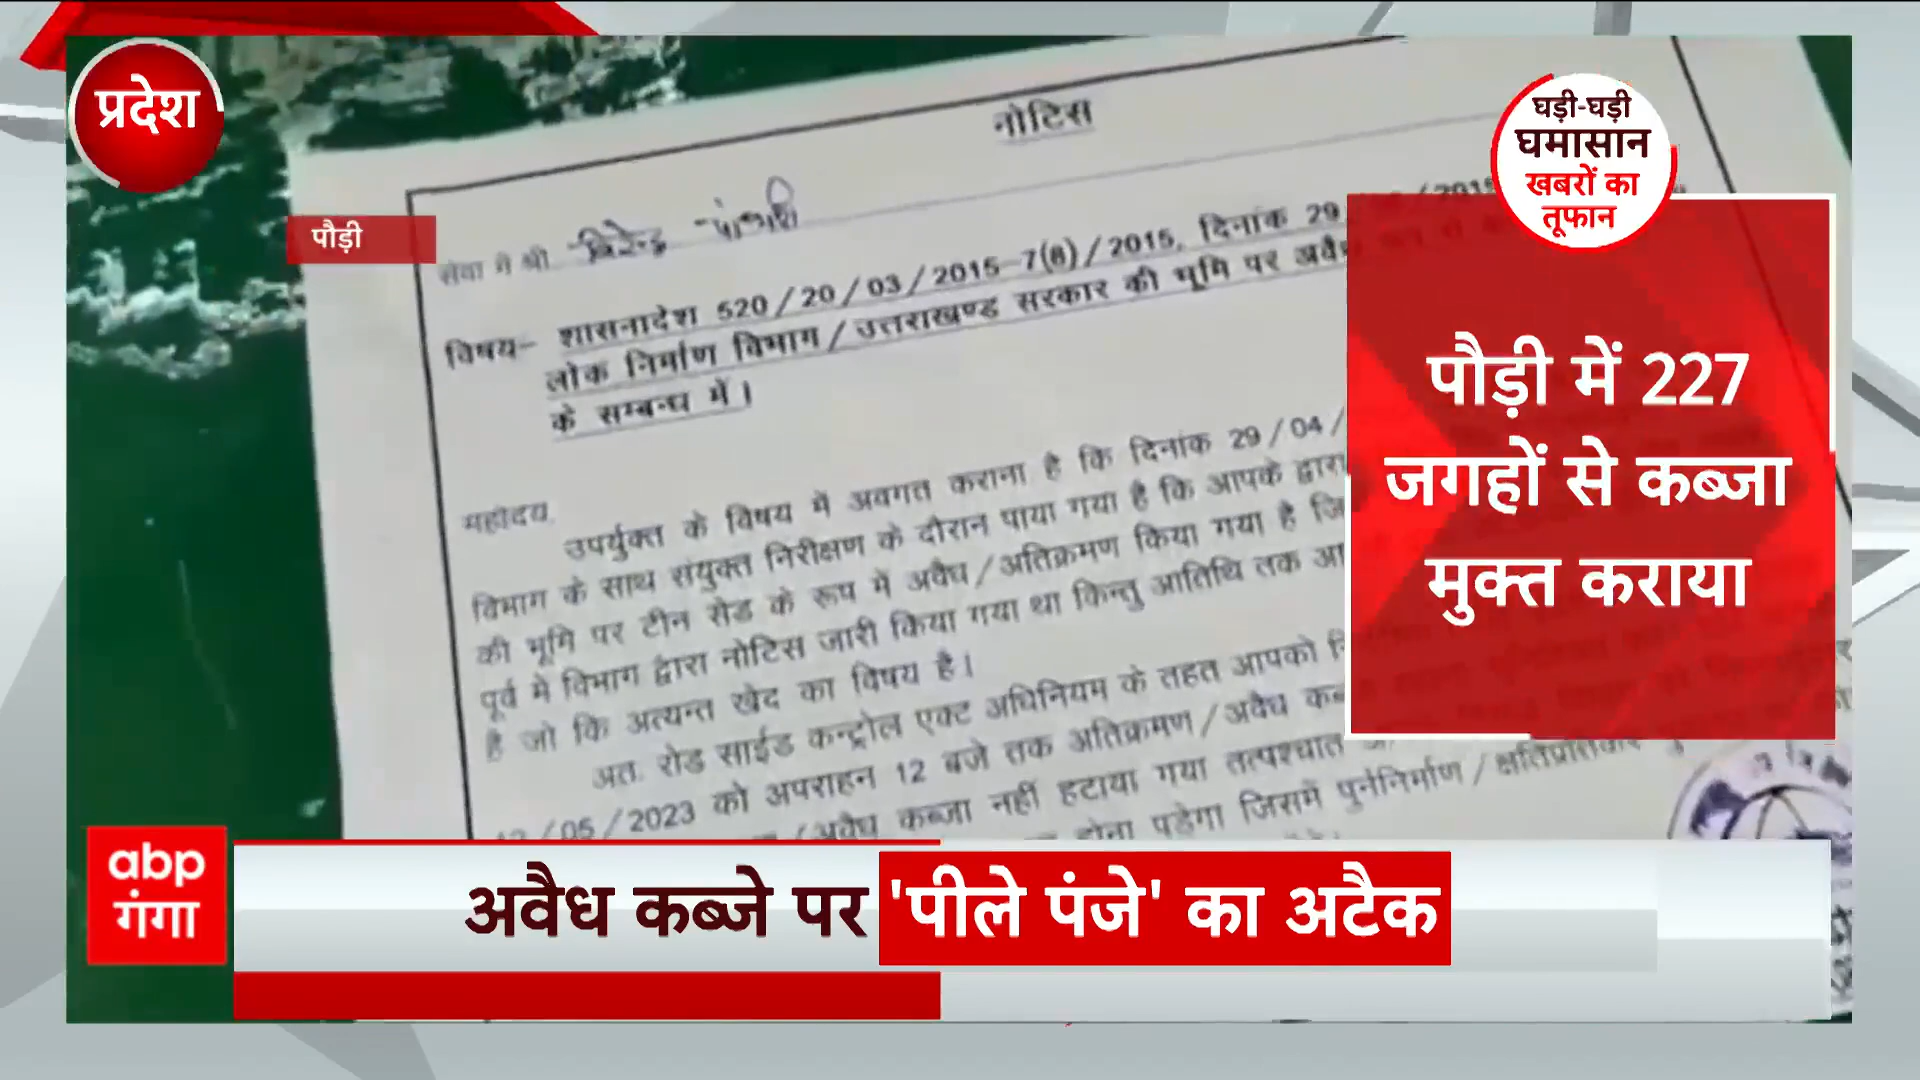 प्रदेश
घड़ी-घड़ी
घमासान
खबरों का
तूफान
पौड़ी
नोटिस
सेवा में श्री
विषय- शासनादेश 520/20/03/2015-7(8)/2015, दिनांक 29
लोक निर्माण विभाग/उत्तराखण्ड सरकार की भूमि पर अवैध
के सम्बन्ध में।
महोदय,
उपर्युक्त के विषय में अवगत कराना है कि दिनांक 29/04/
विभाग के साथ संयुक्त निरीक्षण के दौरान पाया गया है कि आपके द्वारा
की भूमि पर टीन रोड के रूप में अवैध/अतिक्रमण किया गया है
पूर्व में विभाग द्वारा नोटिस जारी किया गया था किन्तु आतिथि तक
है जो कि अत्यन्त खेद का विषय है।
अत. रोड साईड कन्ट्रोल एक्ट अधिनियम के तहत आपको
/05/2023 को अपराहन 12 बजे तक अतिक्रमण/अवैध
/अवैध कब्जा नहीं हटाया गया तत्पश्चात
होना पडेगा जिसमें पुर्ननिर्माण/
पौड़ी में 227
जगहों से कब्जा
मुक्त कराया
abp
गंगा
अवैध कब्जे पर 'पीले पंजे' का अटैक